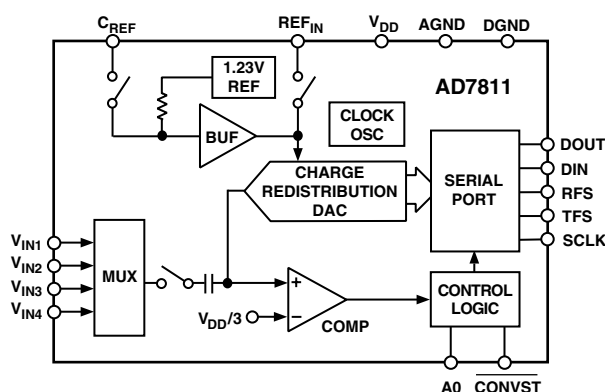 CREF REFIN VDD AGND DGND
1.23V
REF
AD7811
BUF
CLOCK
OSC
CHARGE
REDISTRIBUTION
DAC
SERIAL
PORT
DOUT
DIN
RFS
TFS
SCLK
VIN1
VIN2
VIN3
VIN4
MUX
VDD/3
+
–
COMP
CONTROL
LOGIC
A0 CONVST